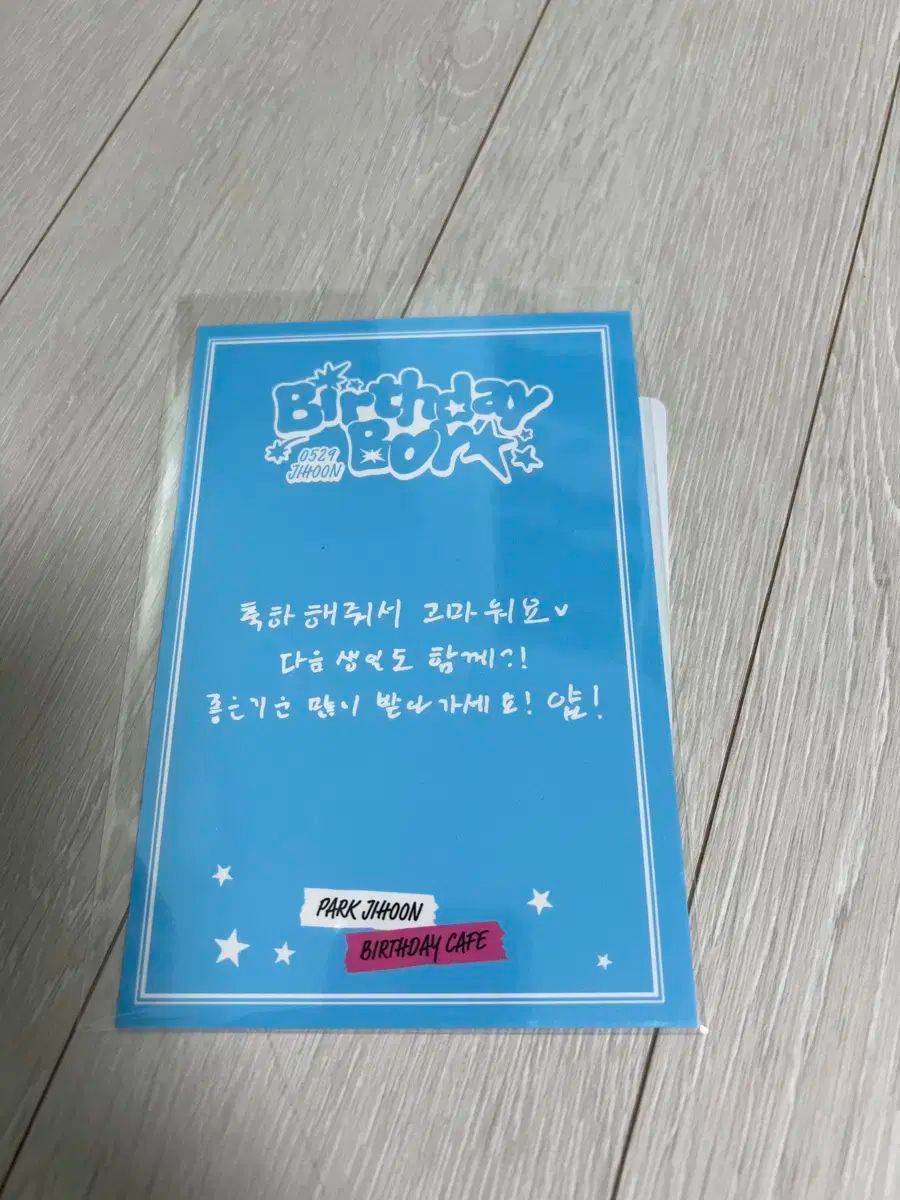 Birthday
0529
JIHOON
BOM
축하해줘서 고마워요♥
다음 생일도 함께?!
좋은기운 많이 받아가세요! 얍!
PARK JIHOON
BIRTHDAY CAFE